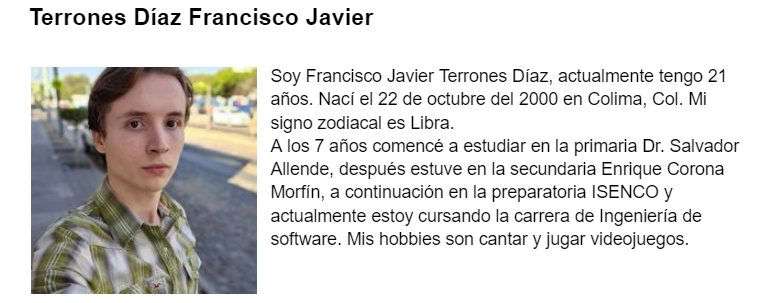 Terrones Díaz Francisco Javier
Soy Francisco Javier Terrones Díaz, actualmente tengo 21
años. Nací el 22 de octubre del 2000 en Colima, Col. Mi
signo zodiacal es Libra.
A los 7 años comencé a estudiar en la primaria Dr. Salvador
Allende, después estuve en la secundaria Enrique Corona
Morfín, a continuación en la preparatoria ISENCO y
actualmente estoy cursando la carrera de Ingeniería de
software. Mis hobbies son cantar y jugar videojuegos.